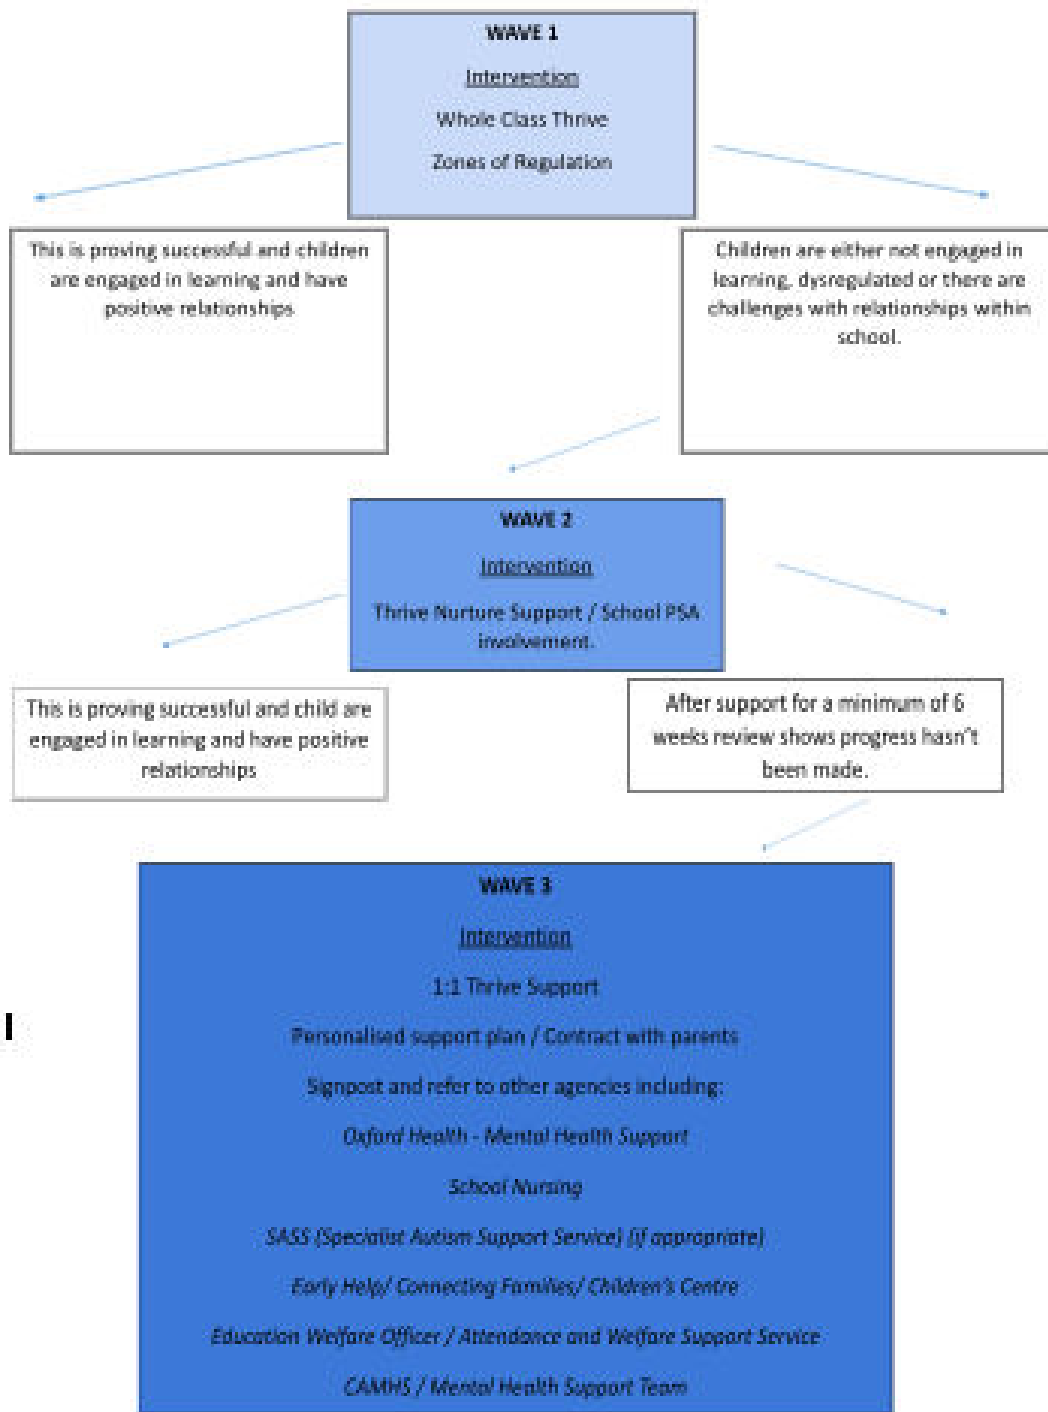 WAVE 1
Intervention
Whole Class Thrive
Zones of Regulation
This is proving successful and children
are engaged in learning and have
positive relationships
Children are either not engaged in
learning, dysregulated or there are
challenges with relationships within
school.
WAVE 2
Intervention
Thrive Nurture Support / School PSA
involvement.
This is proving successful and child are
engaged in learning and have positive
relationships
After support for a minimum of 6
weeks review shows progress hasn't
been made.
WAVE 3
Intervention
1:1 Thrive Support
Personalised support plan / Contract with parents
Signpost and refer to other agencies including:
Oxford Health - Mental Health Support
School Nursing
SASS (Specialist Autism Support Service) (if appropriate)
Early Help/ Connecting Families/ Children's Centre
Education Welfare Officer / Attendance and Welfare Support Service
CAMHS / Mental Health Support Team